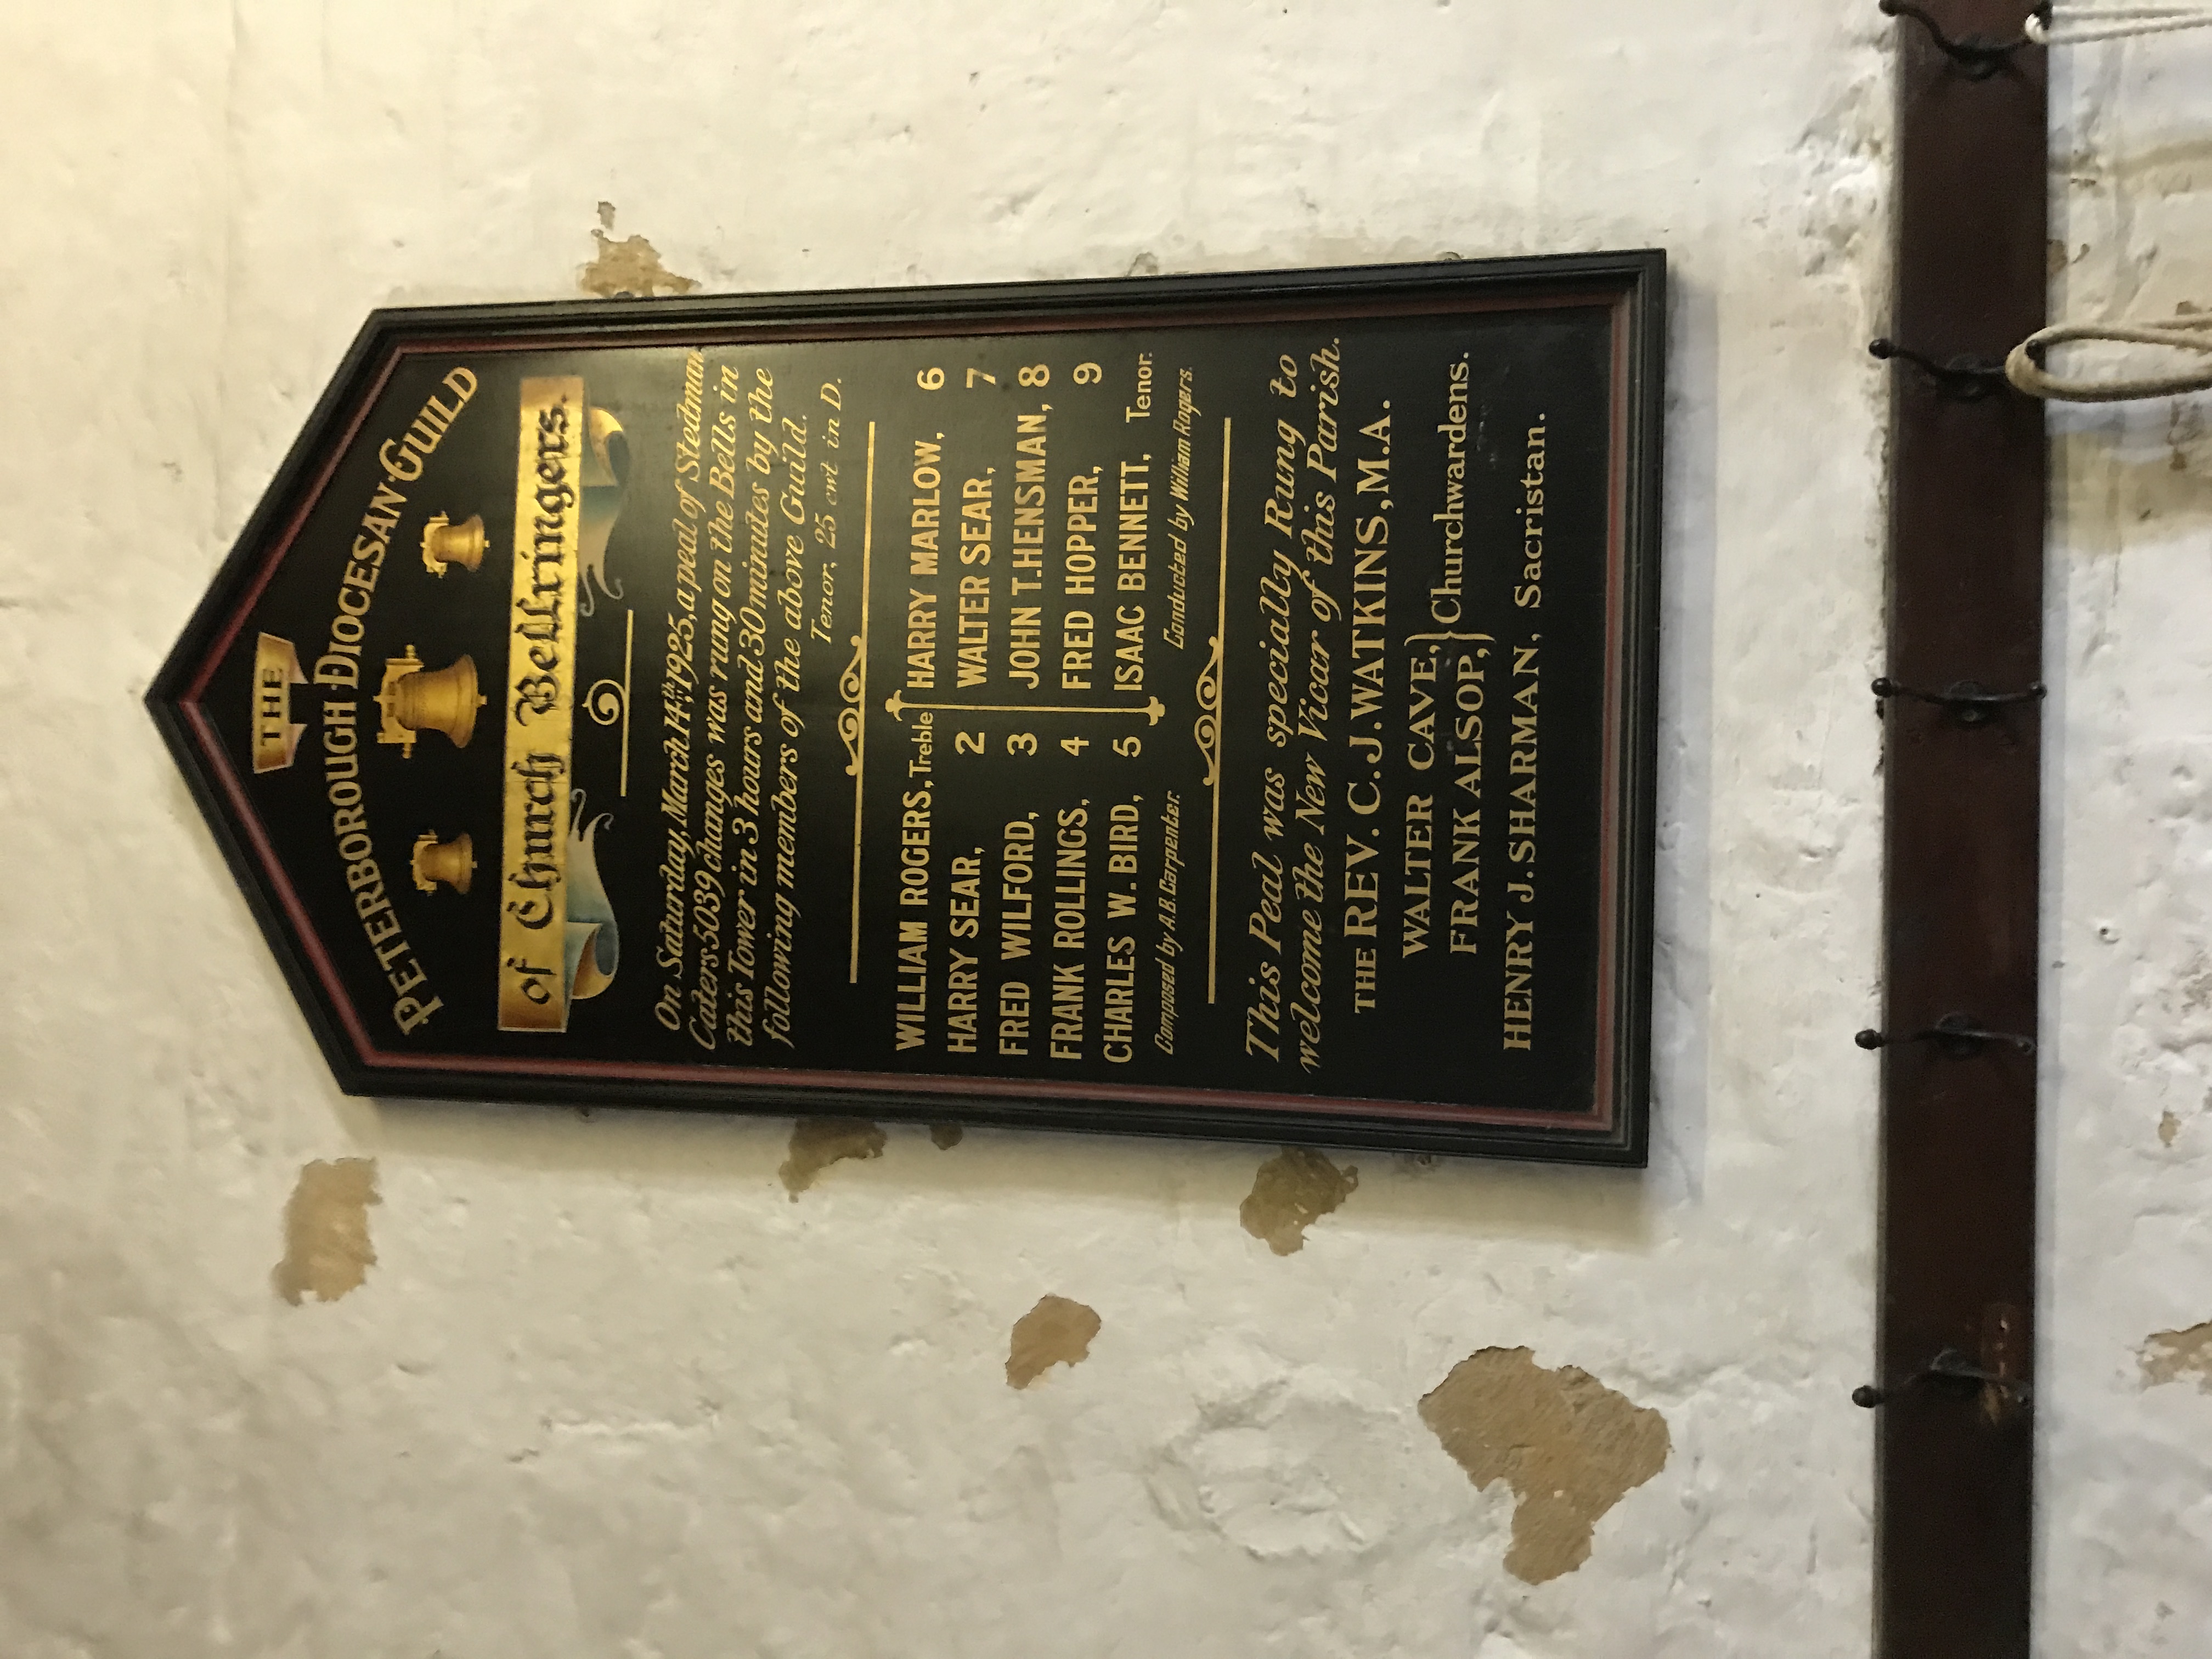 THE
PETERBOROUGH·DIOCESAN·GUILD
of Church Bellringers.
On Saturday, March 14th, 1925, a peal of Stedman
Caters·5039 changes was rung on the Bells in
this Tower in 3 hours and 30 minutes by the
following members of the above Guild.
Tenor, 25 cwt in D.
WILLIAM ROGERS, Treble HARRY MARLOW, 6
HARRY SEAR, 2 WALTER SEAR, 7
FRED WILFORD, 3 JOHN T. HENSMAN, 8
FRANK ROLLINGS, 4 FRED HOPPER, 9
CHARLES W. BIRD, 5 ISAAC BENNETT, Tenor.
Composed by A.B. Carpenter. Conducted by William Rogers.
This Peal was specially Rung to
welcome the New Vicar of this Parish.
THE REV. C. J. WATKINS, M.A.
WALTER CAVE, } Churchwardens.
FRANK ALSOP, }
HENRY J. SHARMAN, Sacristan.